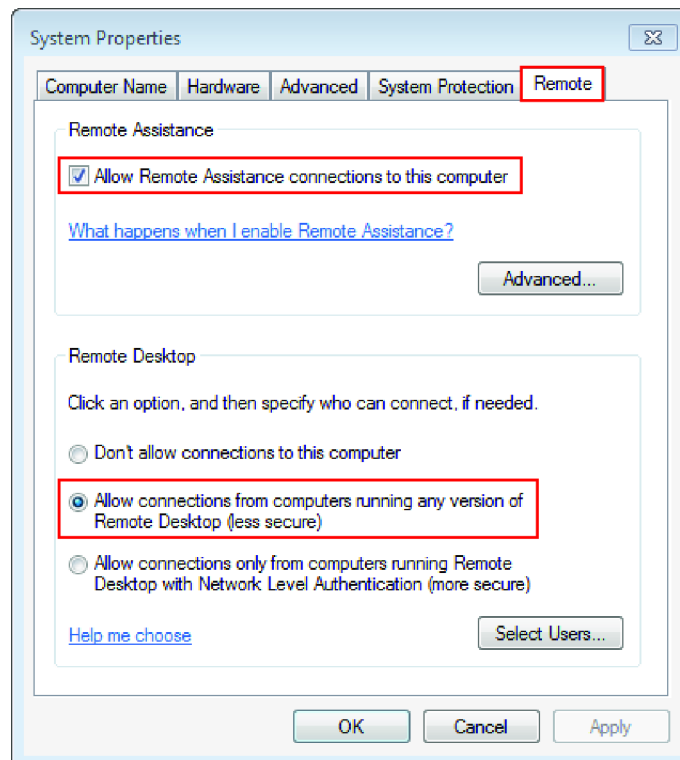 System Properties
Computer Name Hardware Advanced System Protection Remote
Remote Assistance
Allow Remote Assistance connections to this computer
What happens when I enable Remote Assistance?
Advanced...
Remote Desktop
Click an option, and then specify who can connect, if needed.
Don't allow connections to this computer
Allow connections from computers running any version of
Remote Desktop (less secure)
Allow connections only from computers running Remote
Desktop with Network Level Authentication (more secure)
Help me choose
Select Users...
OK Cancel Apply